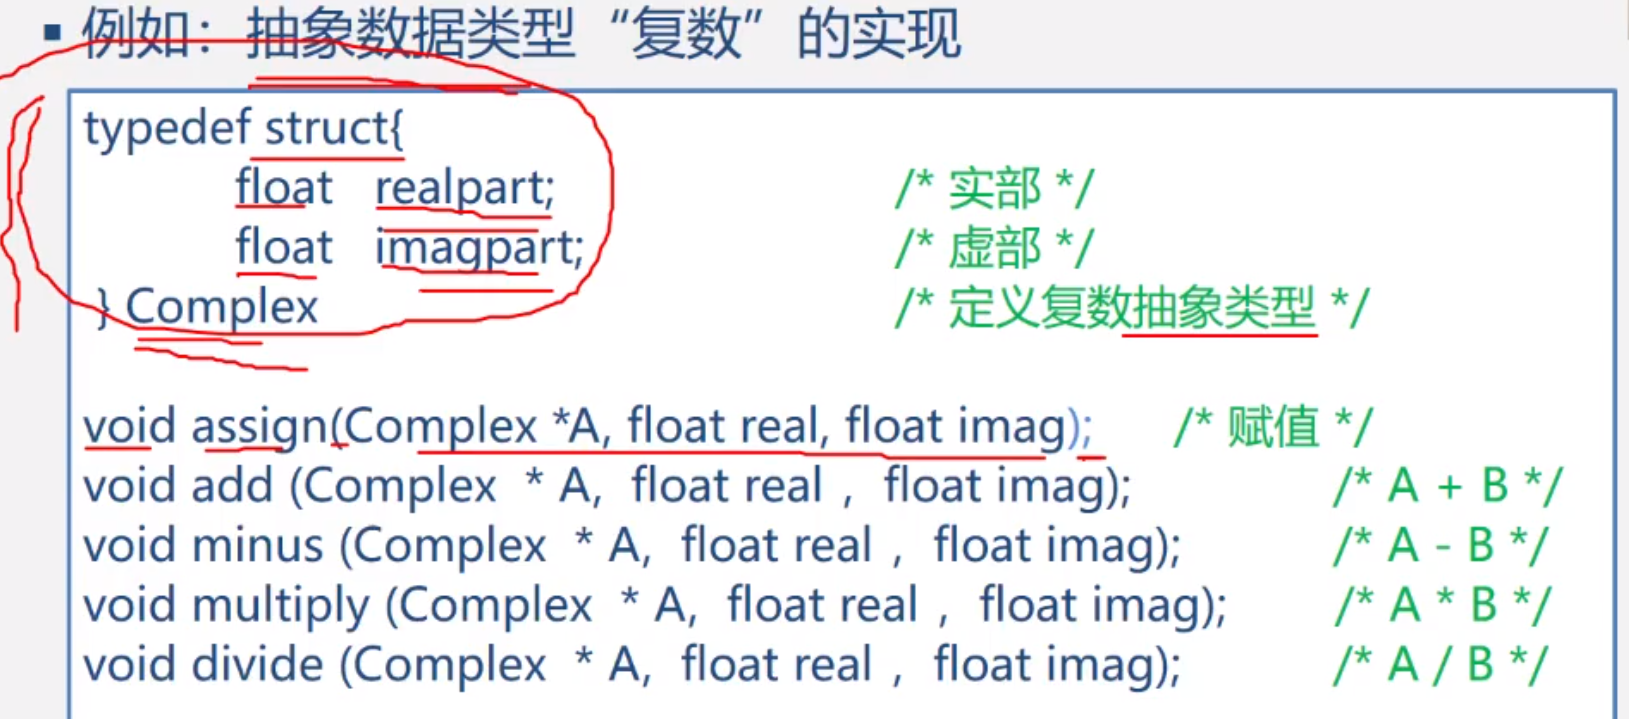 ▪ 例如：抽象数据类型“复数”的实现
typedef struct{
float realpart; /* 实部 */
float imagpart; /* 虚部 */
} Complex /* 定义复数抽象类型 */
void assign(Complex *A, float real, float imag); /* 赋值 */
void add (Complex * A, float real , float imag); /* A + B */
void minus (Complex * A, float real , float imag); /* A - B */
void multiply (Complex * A, float real , float imag); /* A * B */
void divide (Complex * A, float real , float imag); /* A / B */